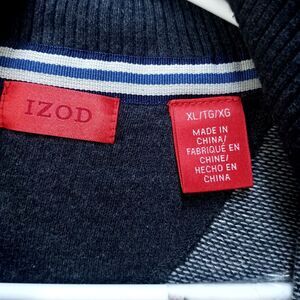 IZOD
XL/TG/XG
MADE IN
CHINA/
FABRIQUÉ EN
CHINE/
HECHO EN
CHINA